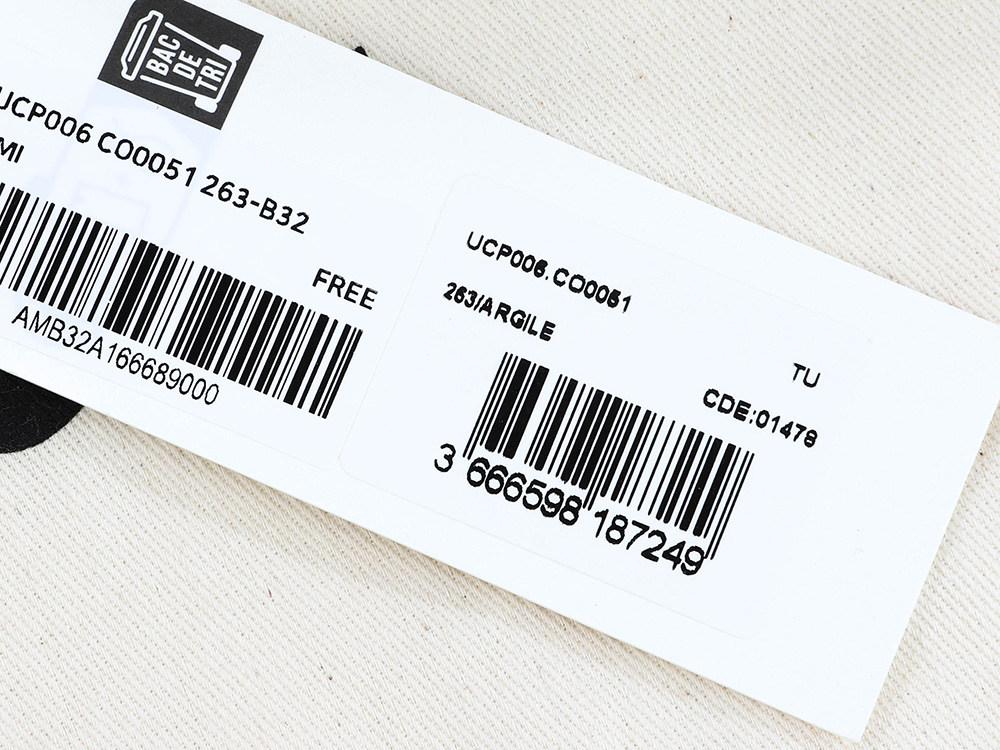 BAC
DE
TRI
UCP006 CO0051 263-B32
MI
FREE
AMB32A166689000
UCP006.CO0051
263/ARGILE
TU
CDE:01478
3 666598 187249